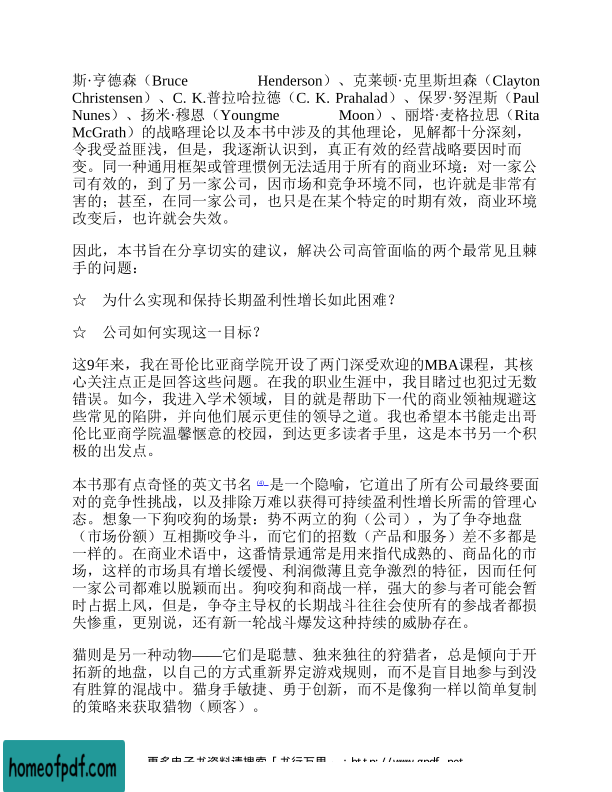 斯·亨德森（Bruce Henderson）、克莱顿·克里斯坦森（Clayton
Christensen）、C. K.普拉哈拉德（C. K. Prahalad）、保罗·努涅斯（Paul
Nunes）、扬米·穆恩（Youngme Moon）、丽塔·麦格拉思（Rita
McGrath）的战略理论以及本书中涉及的其他理论，见解都十分深刻，
令我受益匪浅，但是，我逐渐认识到，真正有效的经营战略要因时而
变。同一种通用框架或管理惯例无法适用于所有的商业环境：对一家公
司有效的，到了另一家公司，因市场和竞争环境不同，也许就是非常有
害的；甚至，在同一家公司，也只是在某个特定的时期有效，商业环境
改变后，也许就会失效。
因此，本书旨在分享切实的建议，解决公司高管面临的两个最常见且棘
手的问题：
☆ 为什么实现和保持长期盈利性增长如此困难？
☆ 公司如何实现这一目标？
这9年来，我在哥伦比亚商学院开设了两门深受欢迎的MBA课程，其核
心关注点正是回答这些问题。在我的职业生涯中，我目睹过也犯过无数
错误。如今，我进入学术领域，目的就是帮助下一代的商业领袖规避这
些常见的陷阱，并向他们展示更佳的领导之道。我也希望本书能走出哥
伦比亚商学院温馨惬意的校园，到达更多读者手里，这是本书另一个积
极的出发点。
本书那有点奇怪的英文书名 是一个隐喻，它道出了所有公司最终要面
对的竞争性挑战，以及排除万难以获得可持续盈利性增长所需的管理心
态。想象一下狗咬狗的场景：势不两立的狗（公司），为了争夺地盘
（市场份额）互相撕咬争斗，而它们的招数（产品和服务）差不多都是
一样的。在商业术语中，这番情景通常是用来指代成熟的、商品化的市
场，这样的市场具有增长缓慢、利润微薄且竞争激烈的特征，因而任何
一家公司都难以脱颖而出。狗咬狗和商战一样，强大的参与者可能会暂
时占据上风，但是，争夺主导权的长期战斗往往会使所有的参战者都损
失惨重，更别说，还有新一轮战斗爆发这种持续的威胁存在。
猫则是另一种动物——它们是聪慧、独来独往的狩猎者，总是倾向于开
拓新的地盘，以自己的方式重新界定游戏规则，而不是盲目地参与到没
有胜算的混战中。猫身手敏捷、勇于创新，而不是像狗一样以简单复制
的策略来获取猎物（顾客）。
homeofpdf.com